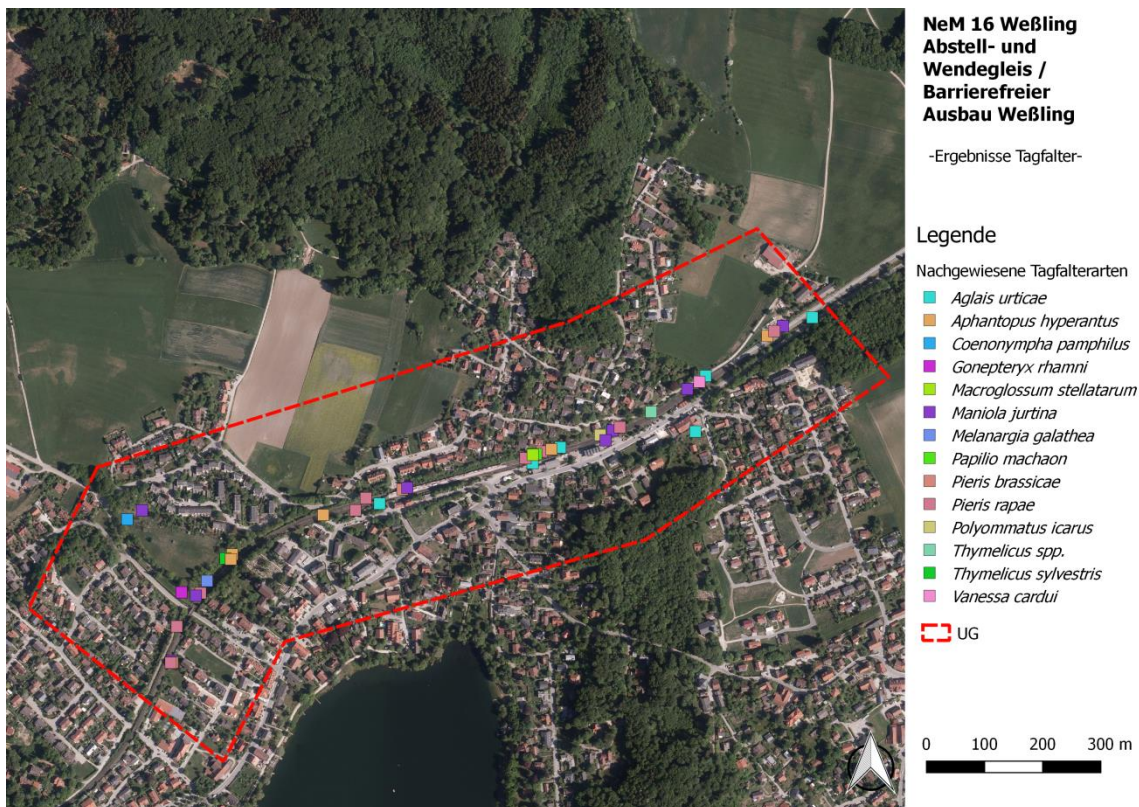 NeM 16 Weßling
Abstell- und
Wendegleis /
Barrierefreier
Ausbau Weßling
-Ergebnisse Tagfalter-
Legende
Nachgewiesene Tagfalterarten
Aglais urticae
Aphantopus hyperantus
Coenonympha pamphilus
Gonepteryx rhamni
Macroglossum stellatarum
Maniola jurtina
Melanargia galathea
Papilio machaon
Pieris brassicae
Pieris rapae
Polyommatus icarus
Thymelicus spp.
Thymelicus sylvestris
Vanessa cardui
UG
0 100 200 300 m